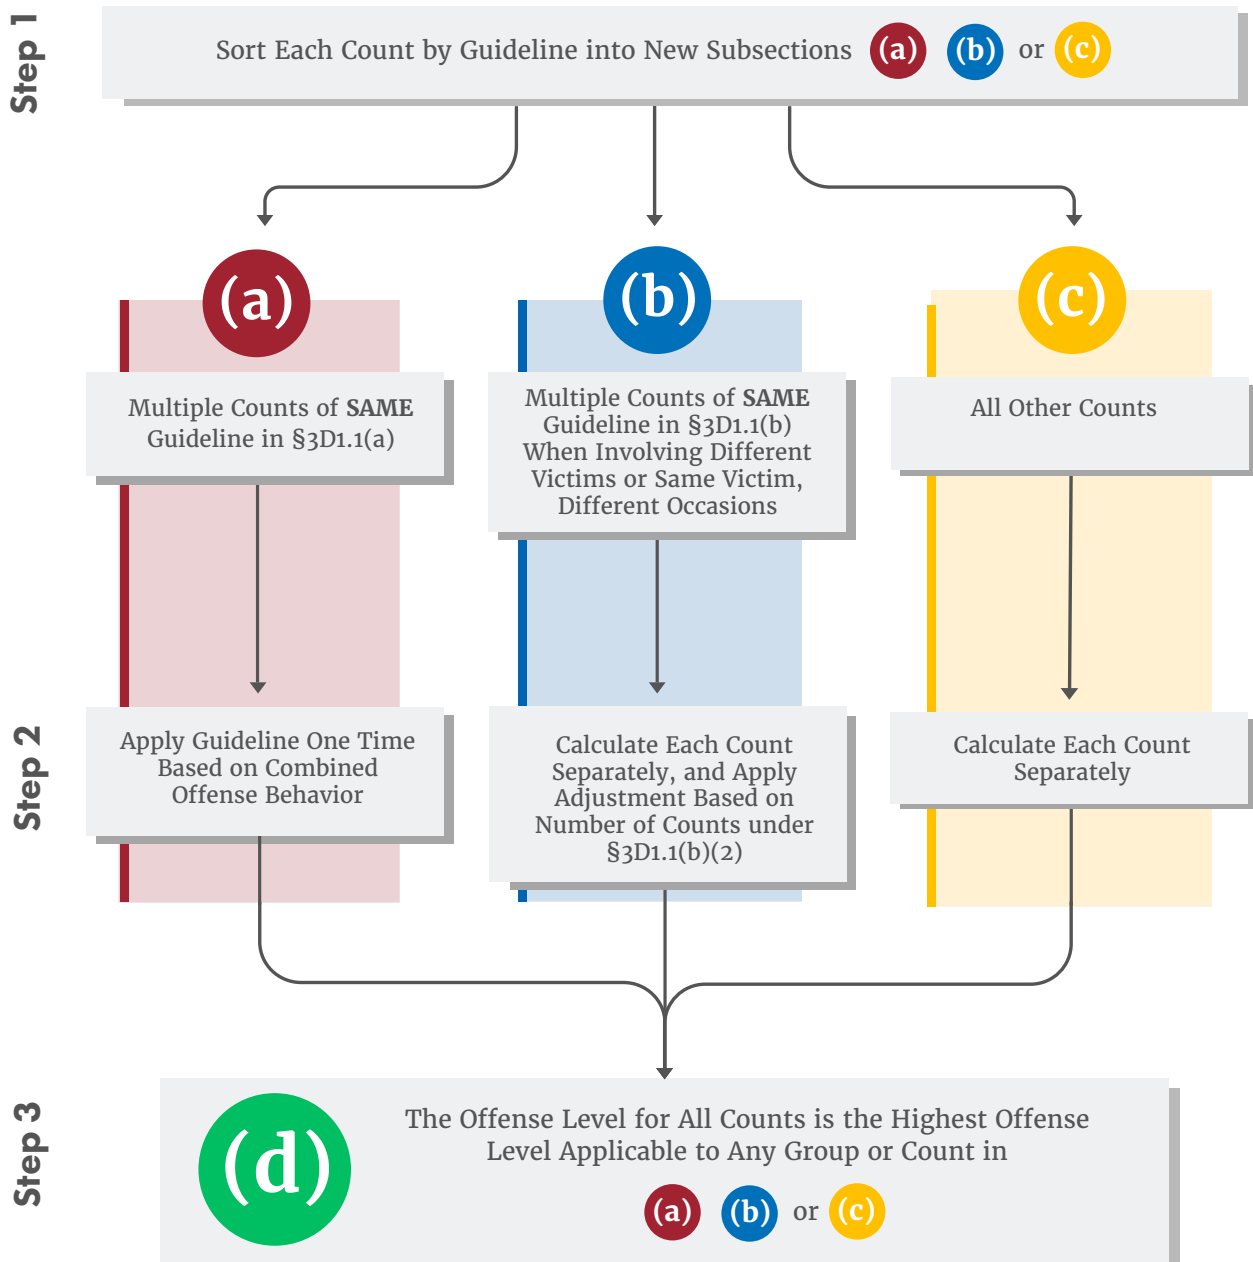 Step 1
Sort Each Count by Guideline into New Subsections (a) (b) or (c)
(a)
Multiple Counts of SAME
Guideline in §3D1.1(a)
(b)
Multiple Counts of SAME
Guideline in §3D1.1(b)
When Involving Different
Victims or Same Victim,
Different Occasions
(c)
All Other Counts
Step 2
Apply Guideline One Time
Based on Combined
Offense Behavior
Calculate Each Count
Separately, and Apply
Adjustment Based on
Number of Counts under
§3D1.1(b)(2)
Calculate Each Count
Separately
Step 3
(d)
The Offense Level for All Counts is the Highest Offense
Level Applicable to Any Group or Count in
(a) (b) or (c)